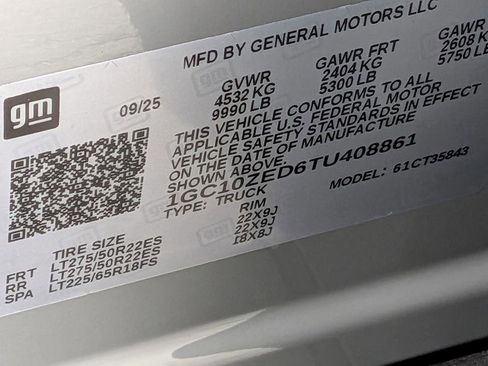 MFD BY GENERAL MOTORS LLC
gm
09/25
GVWR
4532 KG
9990 LB
GAWR FRT
2404 KG
5300 LB
GAWR
2608 K
5750 LB
THIS VEHICLE CONFORMS TO ALL
APPLICABLE U.S. FEDERAL MOTOR
VEHICLE SAFETY STANDARDS IN EFFECT
ON THE DATE OF MANUFACTURE
SHOWN ABOVE.
1GC10ZED6TU408861
TYPE: TRUCK
MODEL: 61CT35843
TIRE SIZE RIM
FRT LT275/50R22ES 22X9J
RR LT275/50R22ES 22X9J
SPA LT225/65R18FS 18X8J